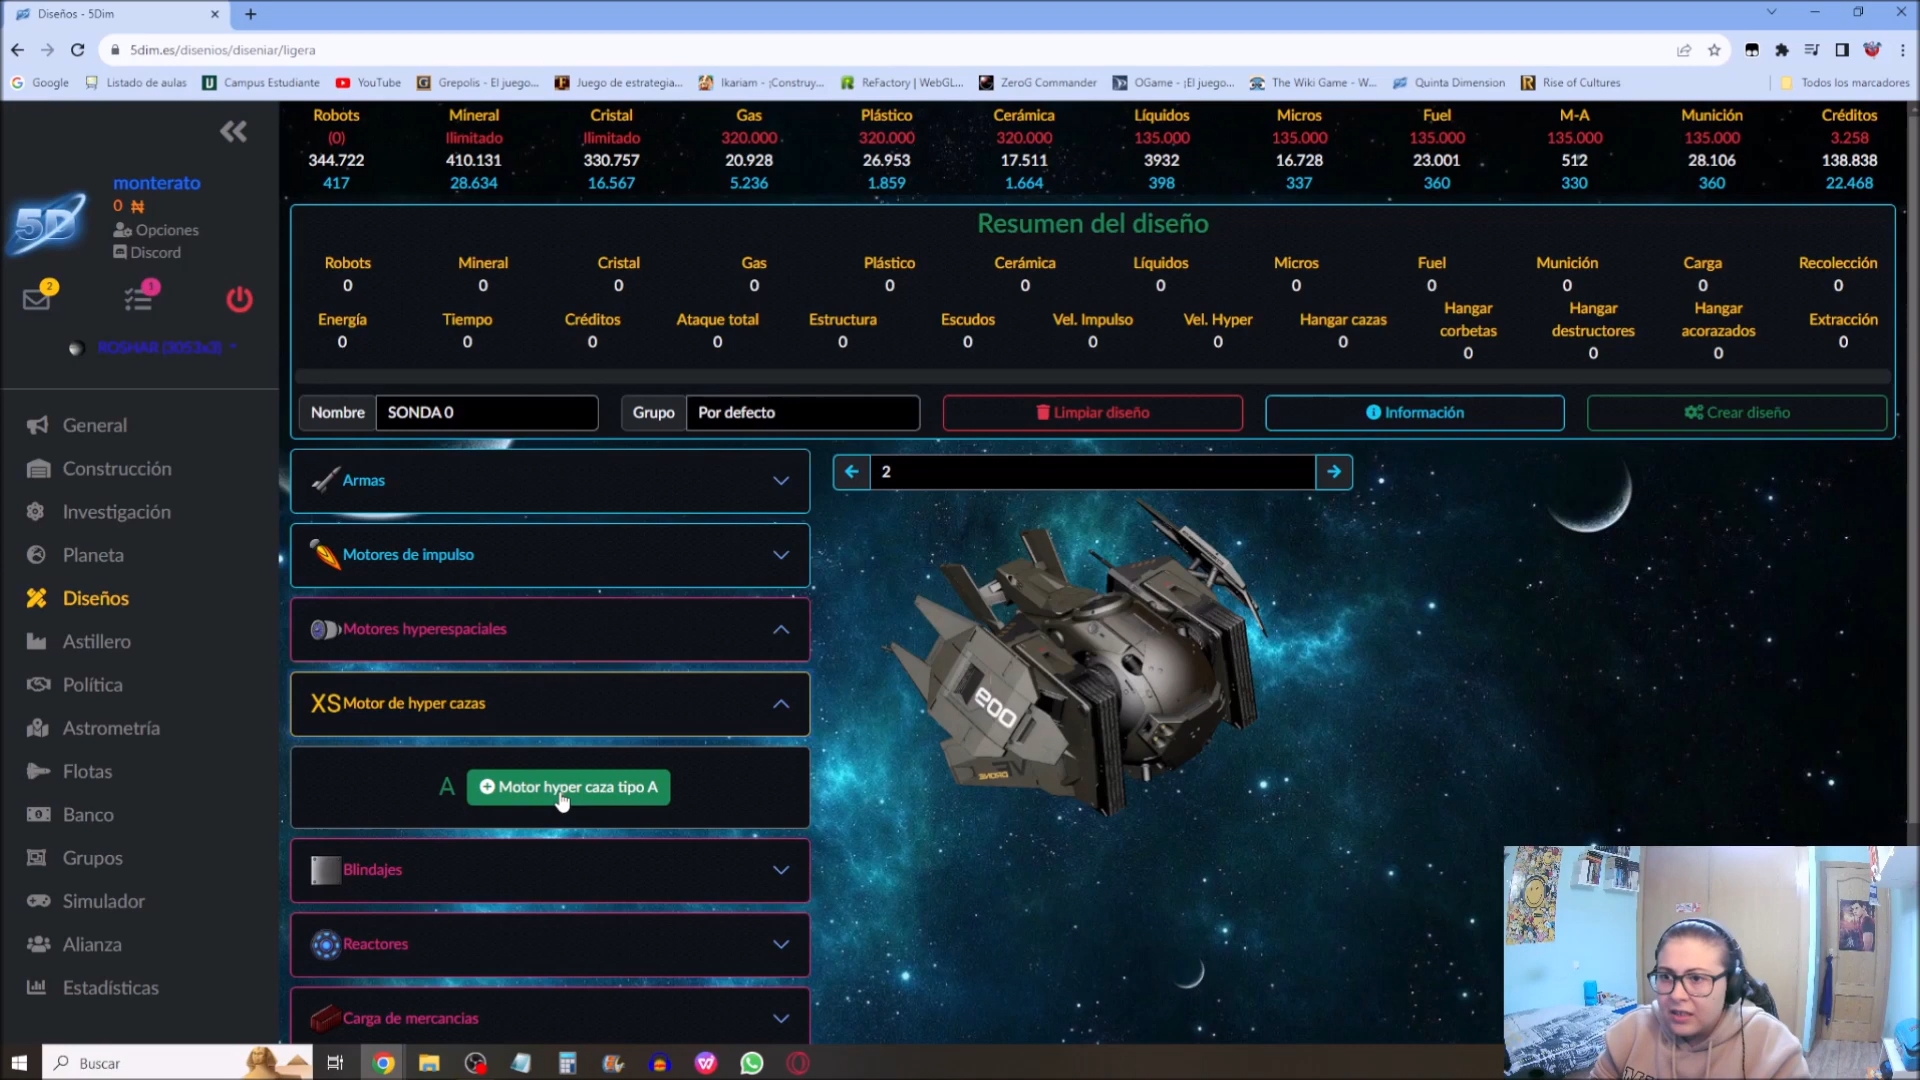 Diseños - 5Dim
5dim.es/disenios/diseniar/ligera
Google
Listado de aulas
Campus Estudiante
YouTube
Grepolis - El juego...
Juego de estrategia...
Ikariam - ¡Construy...
ReFactory | WebGL...
ZeroG Commander
OGame - ¡El juego...
The Wiki Game - W...
Quinta Dimension
Rise of Cultures
Todos los marcadores
Robots Mineral Cristal Gas Plástico Cerámica Líquidos Micros Fuel M-A Munición Créditos
(0) Ilimitado Ilimitado 320.000 320.000 320.000 135.000 135.000 135.000 135.000 135.000 3.258
344.722 410.131 330.757 20.928 26.953 17.511 3932 16.728 23.001 512 28.106 138.838
417 28.634 16.567 5.236 1.859 1.664 398 337 360 330 360 22.468
5D
monterato
0
Opciones
Discord
2
1
ROSHAR (3053x3)
General
Construcción
Investigación
Planeta
Diseños
Astillero
Política
Astrometría
Flotas
Banco
Grupos
Simulador
Alianza
Estadísticas
Resumen del diseño
Robots Mineral Cristal Gas Plástico Cerámica Líquidos Micros Fuel Munición Carga Recolección
0 0 0 0 0 0 0 0 0 0 0 0
Energía Tiempo Créditos Ataque total Estructura Escudos Vel. Impulso Vel. Hyper Hangar cazas Hangar corbetas Hangar destructores Hangar acorazados Extracción
0 0 0 0 0 0 0 0 0 0 0 0 0
Nombre SONDA 0 Grupo Por defecto Limpiar diseño Información Crear diseño
Armas
Motores de impulso
Motores hyperespaciales
XS Motor de hyper cazas
A Motor hyper caza tipo A
Blindajes
Reactores
Carga de mercancias
2
Buscar